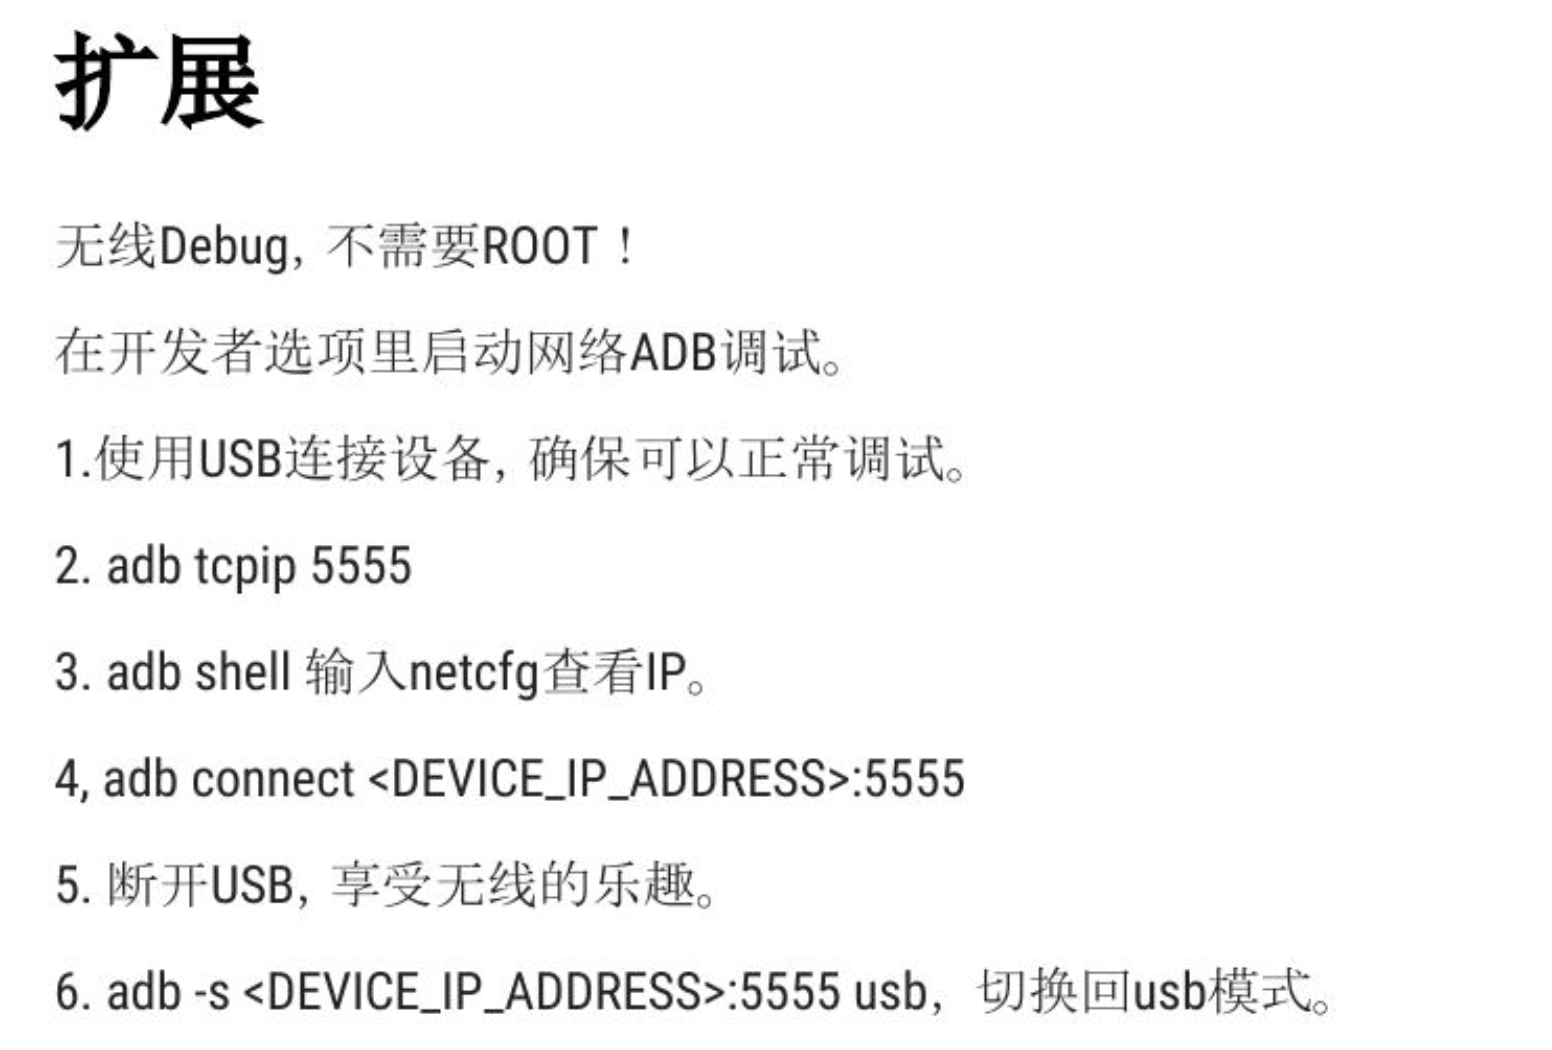 扩展
无线Debug，不需要ROOT！
在开发者选项里启动网络ADB调试。
1.使用USB连接设备，确保可以正常调试。
2. adb tcpip 5555
3. adb shell 输入netcfg查看IP。
4, adb connect <DEVICE_IP_ADDRESS>:5555
5. 断开USB，享受无线的乐趣。
6. adb -s <DEVICE_IP_ADDRESS>:5555 usb，切换回usb模式。